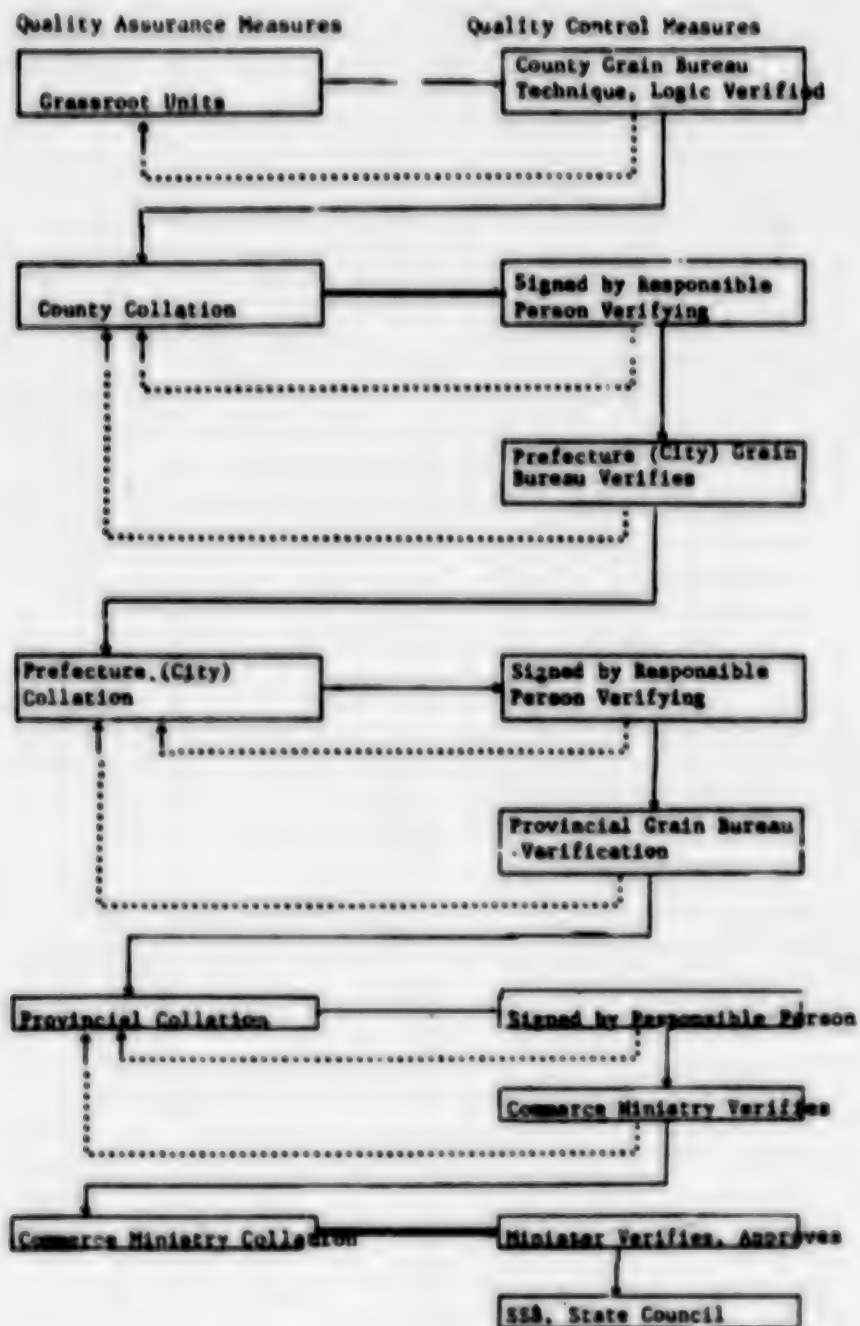 Quality Assurance Measures
Quality Control Measures
Grassroot Units
County Grain Bureau
Technique, Logic Verified
County Collation
Signed by Responsible
Person Verifying
Prefecture (City) Grain
Bureau Verifies
Prefecture.(City)
Collation
Signed by Responsible
Person Verifying
Provincial Grain Bureau
Verification
Provincial Collation
Signed by Responsible Person
Commerce Ministry Verifies
Commerce Ministry Collation
Minister Verifies, Approves
SSB, State Council